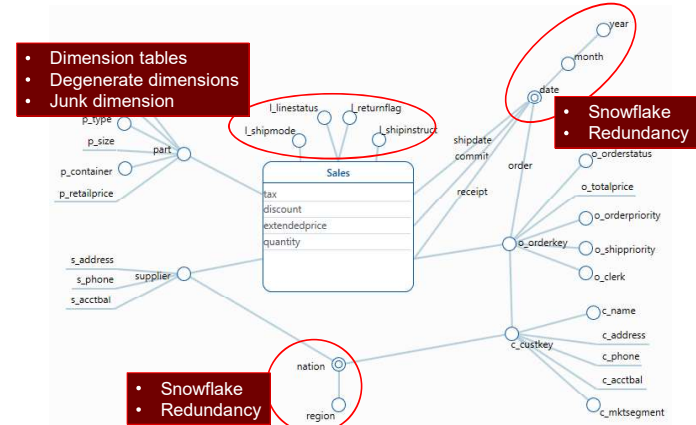 year
month
date
• Dimension tables
• Degenerate dimensions
• Junk dimension
• Snowflake
• Redundancy
l_linestatus
l_returnflag
l_shipmode
l_shipinstruct
p_type
p_size
part
p_container
p_retailprice
shipdate
commit
order
receipt
Sales
tax
discount
extendedprice
quantity
o_orderstatus
o_totalprice
o_orderpriority
o_orderkey
o_shippriority
o_clerk
s_address
s_phone
supplier
s_acctbal
c_name
c_address
c_custkey
c_phone
c_acctbal
c_mktsegment
nation
region
• Snowflake
• Redundancy